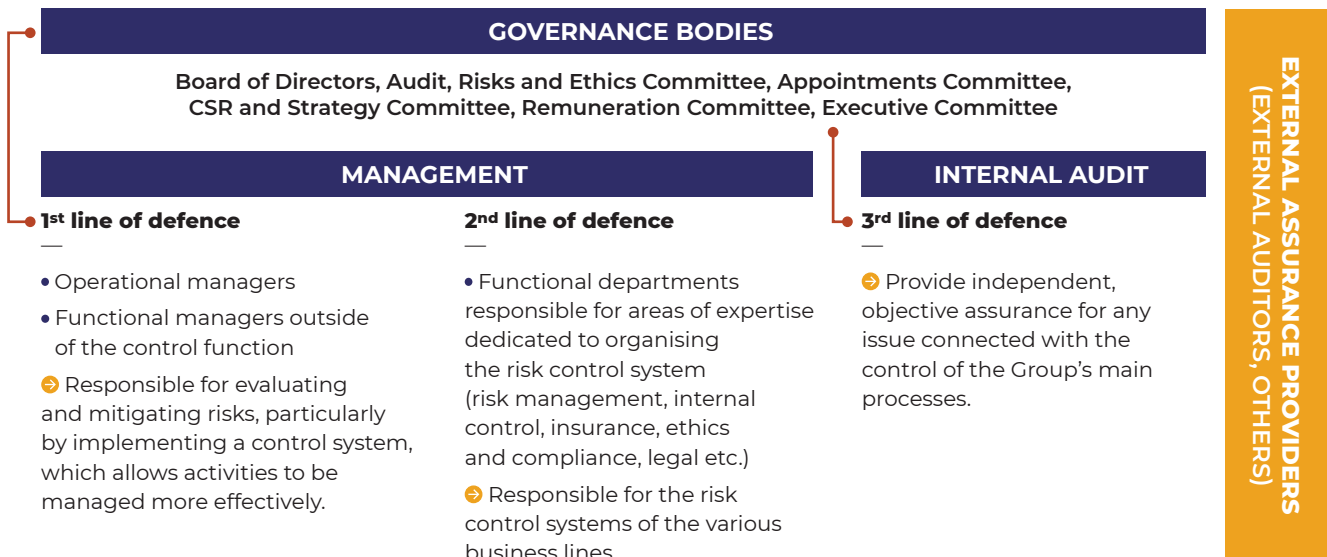 GOVERNANCE BODIES
Board of Directors, Audit, Risks and Ethics Committee, Appointments Committee,
CSR and Strategy Committee, Remuneration Committee, Executive Committee
MANAGEMENT
1st line of defence
—
• Operational managers
• Functional managers outside
of the control function
Responsible for evaluating
and mitigating risks, particularly
by implementing a control system,
which allows activities to be
managed more effectively.
2nd line of defence
—
• Functional departments
responsible for areas of expertise
dedicated to organising
the risk control system
(risk management, internal
control, insurance, ethics
and compliance, legal etc.)
Responsible for the risk
control systems of the various
business lines
INTERNAL AUDIT
3rd line of defence
—
Provide independent,
objective assurance for any
issue connected with the
control of the Group's main
processes.
EXTERNAL ASSURANCE PROVIDERS
(EXTERNAL AUDITORS, OTHERS)